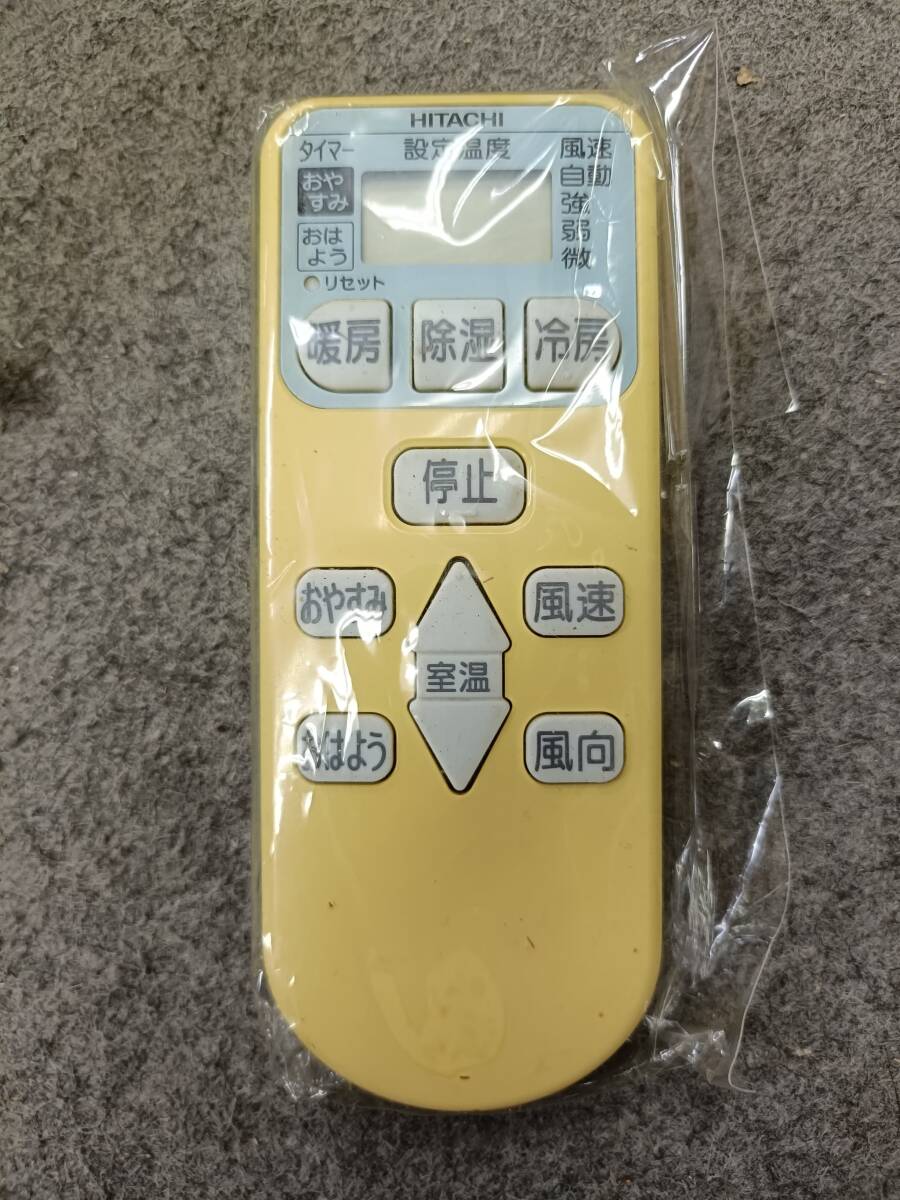 HITACHI
タイマー
設定温度
風速
おや
すみ
自動
強
弱
微
おは
よう
リセット
暖房
除湿
冷房
停止
おやすみ
風速
室温
おはよう
風向